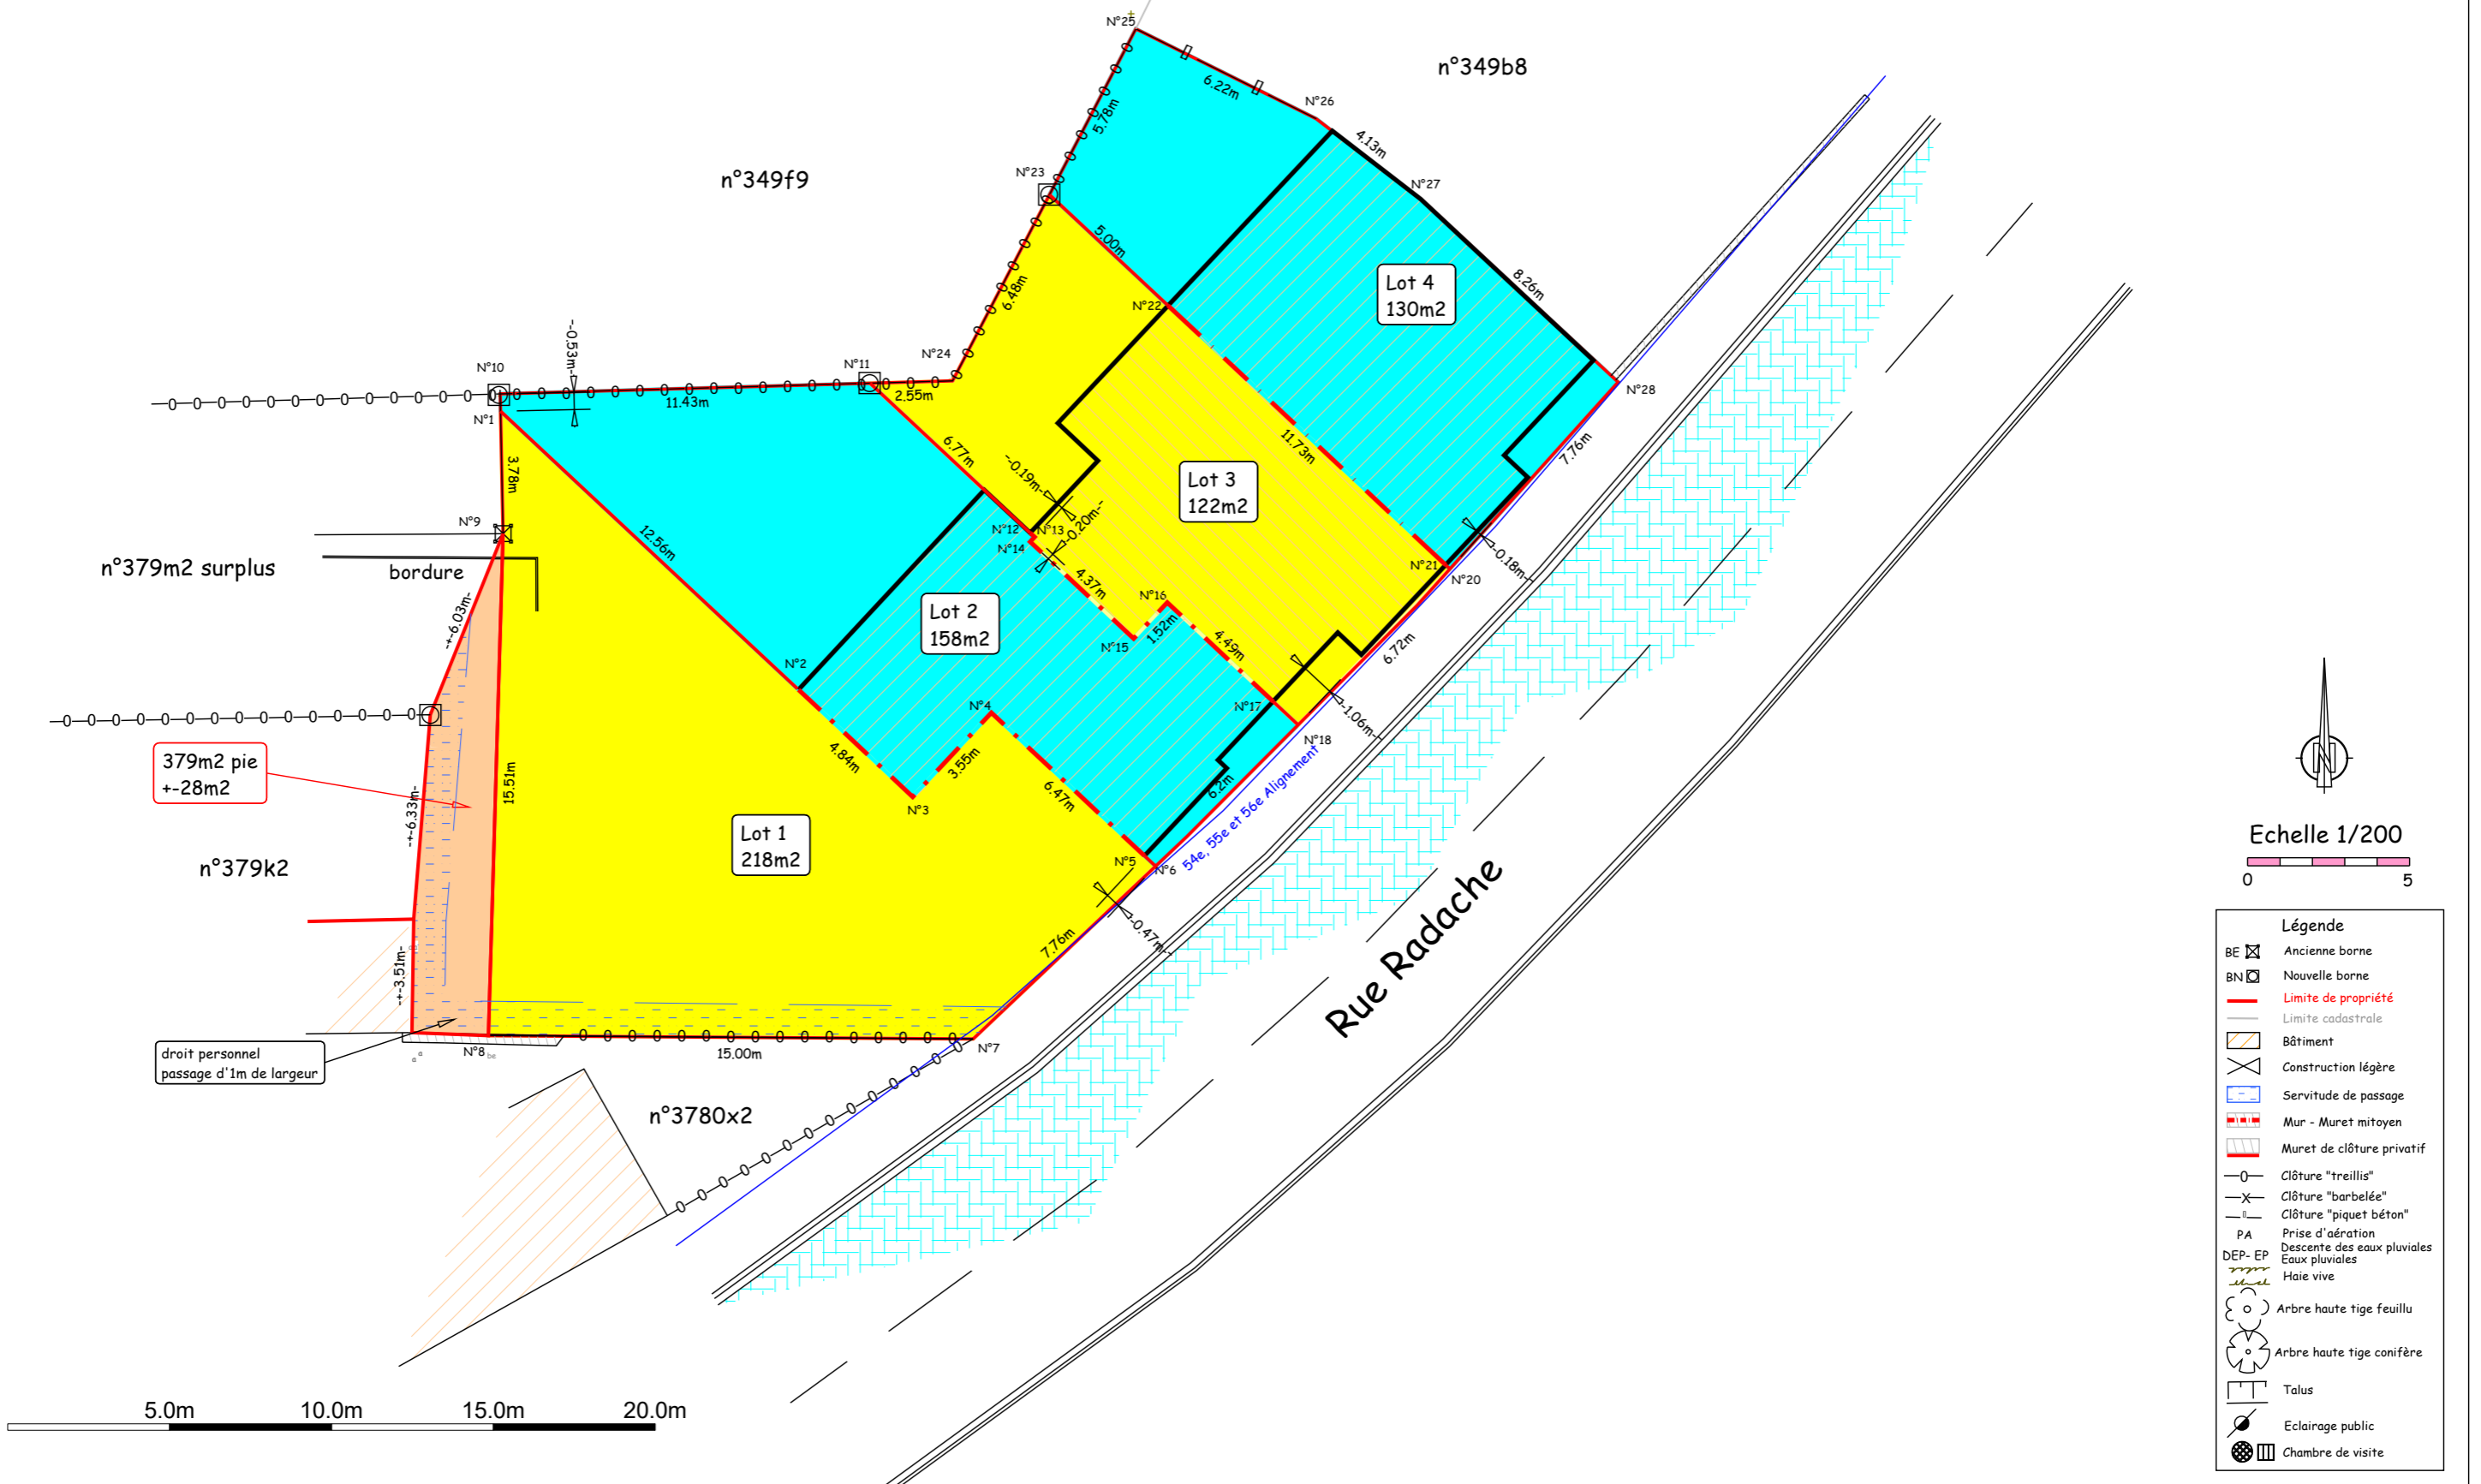 N°25
n°349b8
6.22m
N°26
5.78m
4.13m
N°23
N°27
n°349f9
5.00m
8.26m
6.48m
Lot 4
130m2
N°22
--0.53m-
N°10
N°11
N°24
N°28
11.43m
2.55m
N°1
3.78m
6.77m
11.73m
7.76m
--0.19m-
Lot 3
122m2
N°9
N°12
N°13
-0.20m--
N°14
12.56m
-0.18m-
n°379m2 surplus
bordure
N°21
N°20
4.37m
-+-6.03m-
Lot 2
158m2
N°16
1.52m
N°15
4.49m
6.72m
N°2
N°4
N°17
-1.06m-
N°18
379m2 pie
+-28m2
4.84m
3.55m
15.51m
6.47m
6.2m
54e, 55e et 56e Alignement
-+-6.33m-
N°3
Lot 1
218m2
n°379k2
N°5
N°6
-0.47m-
7.76m
Rue Radache
-+-3.51m-
droit personnel
passage d'1m de largeur
N°8
be
15.00m
N°7
n°3780x2
5.0m
10.0m
15.0m
20.0m
Echelle 1/200
0
5
Légende
BE Ancienne borne
BN Nouvelle borne
Limite de propriété
Limite cadastrale
Bâtiment
Construction légère
Servitude de passage
Mur - Muret mitoyen
Muret de clôture privatif
Clôture "treillis"
Clôture "barbelée"
Clôture "piquet béton"
PA Prise d'aération
DEP- EP Descente des eaux pluviales
Eaux pluviales
Haie vive
Arbre haute tige feuillu
Arbre haute tige conifère
Talus
Eclairage public
Chambre de visite